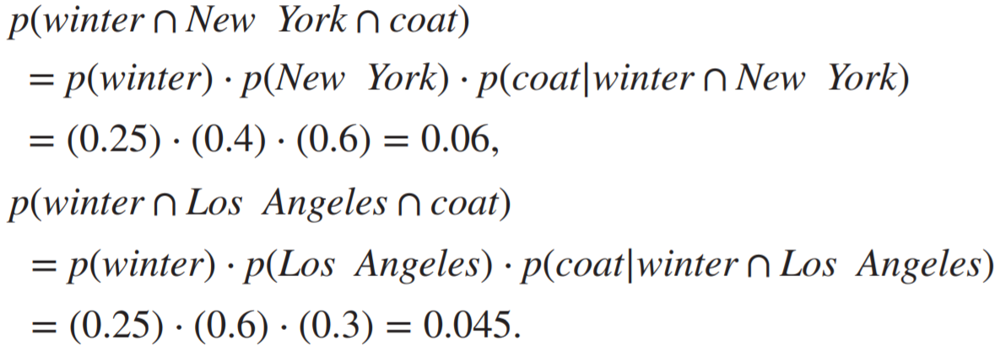 p(winter ∩ New York ∩ coat)
= p(winter) · p(New York) · p(coat|winter ∩ New York)
= (0.25) · (0.4) · (0.6) = 0.06,
p(winter ∩ Los Angeles ∩ coat)
= p(winter) · p(Los Angeles) · p(coat|winter ∩ Los Angeles)
= (0.25) · (0.6) · (0.3) = 0.045.